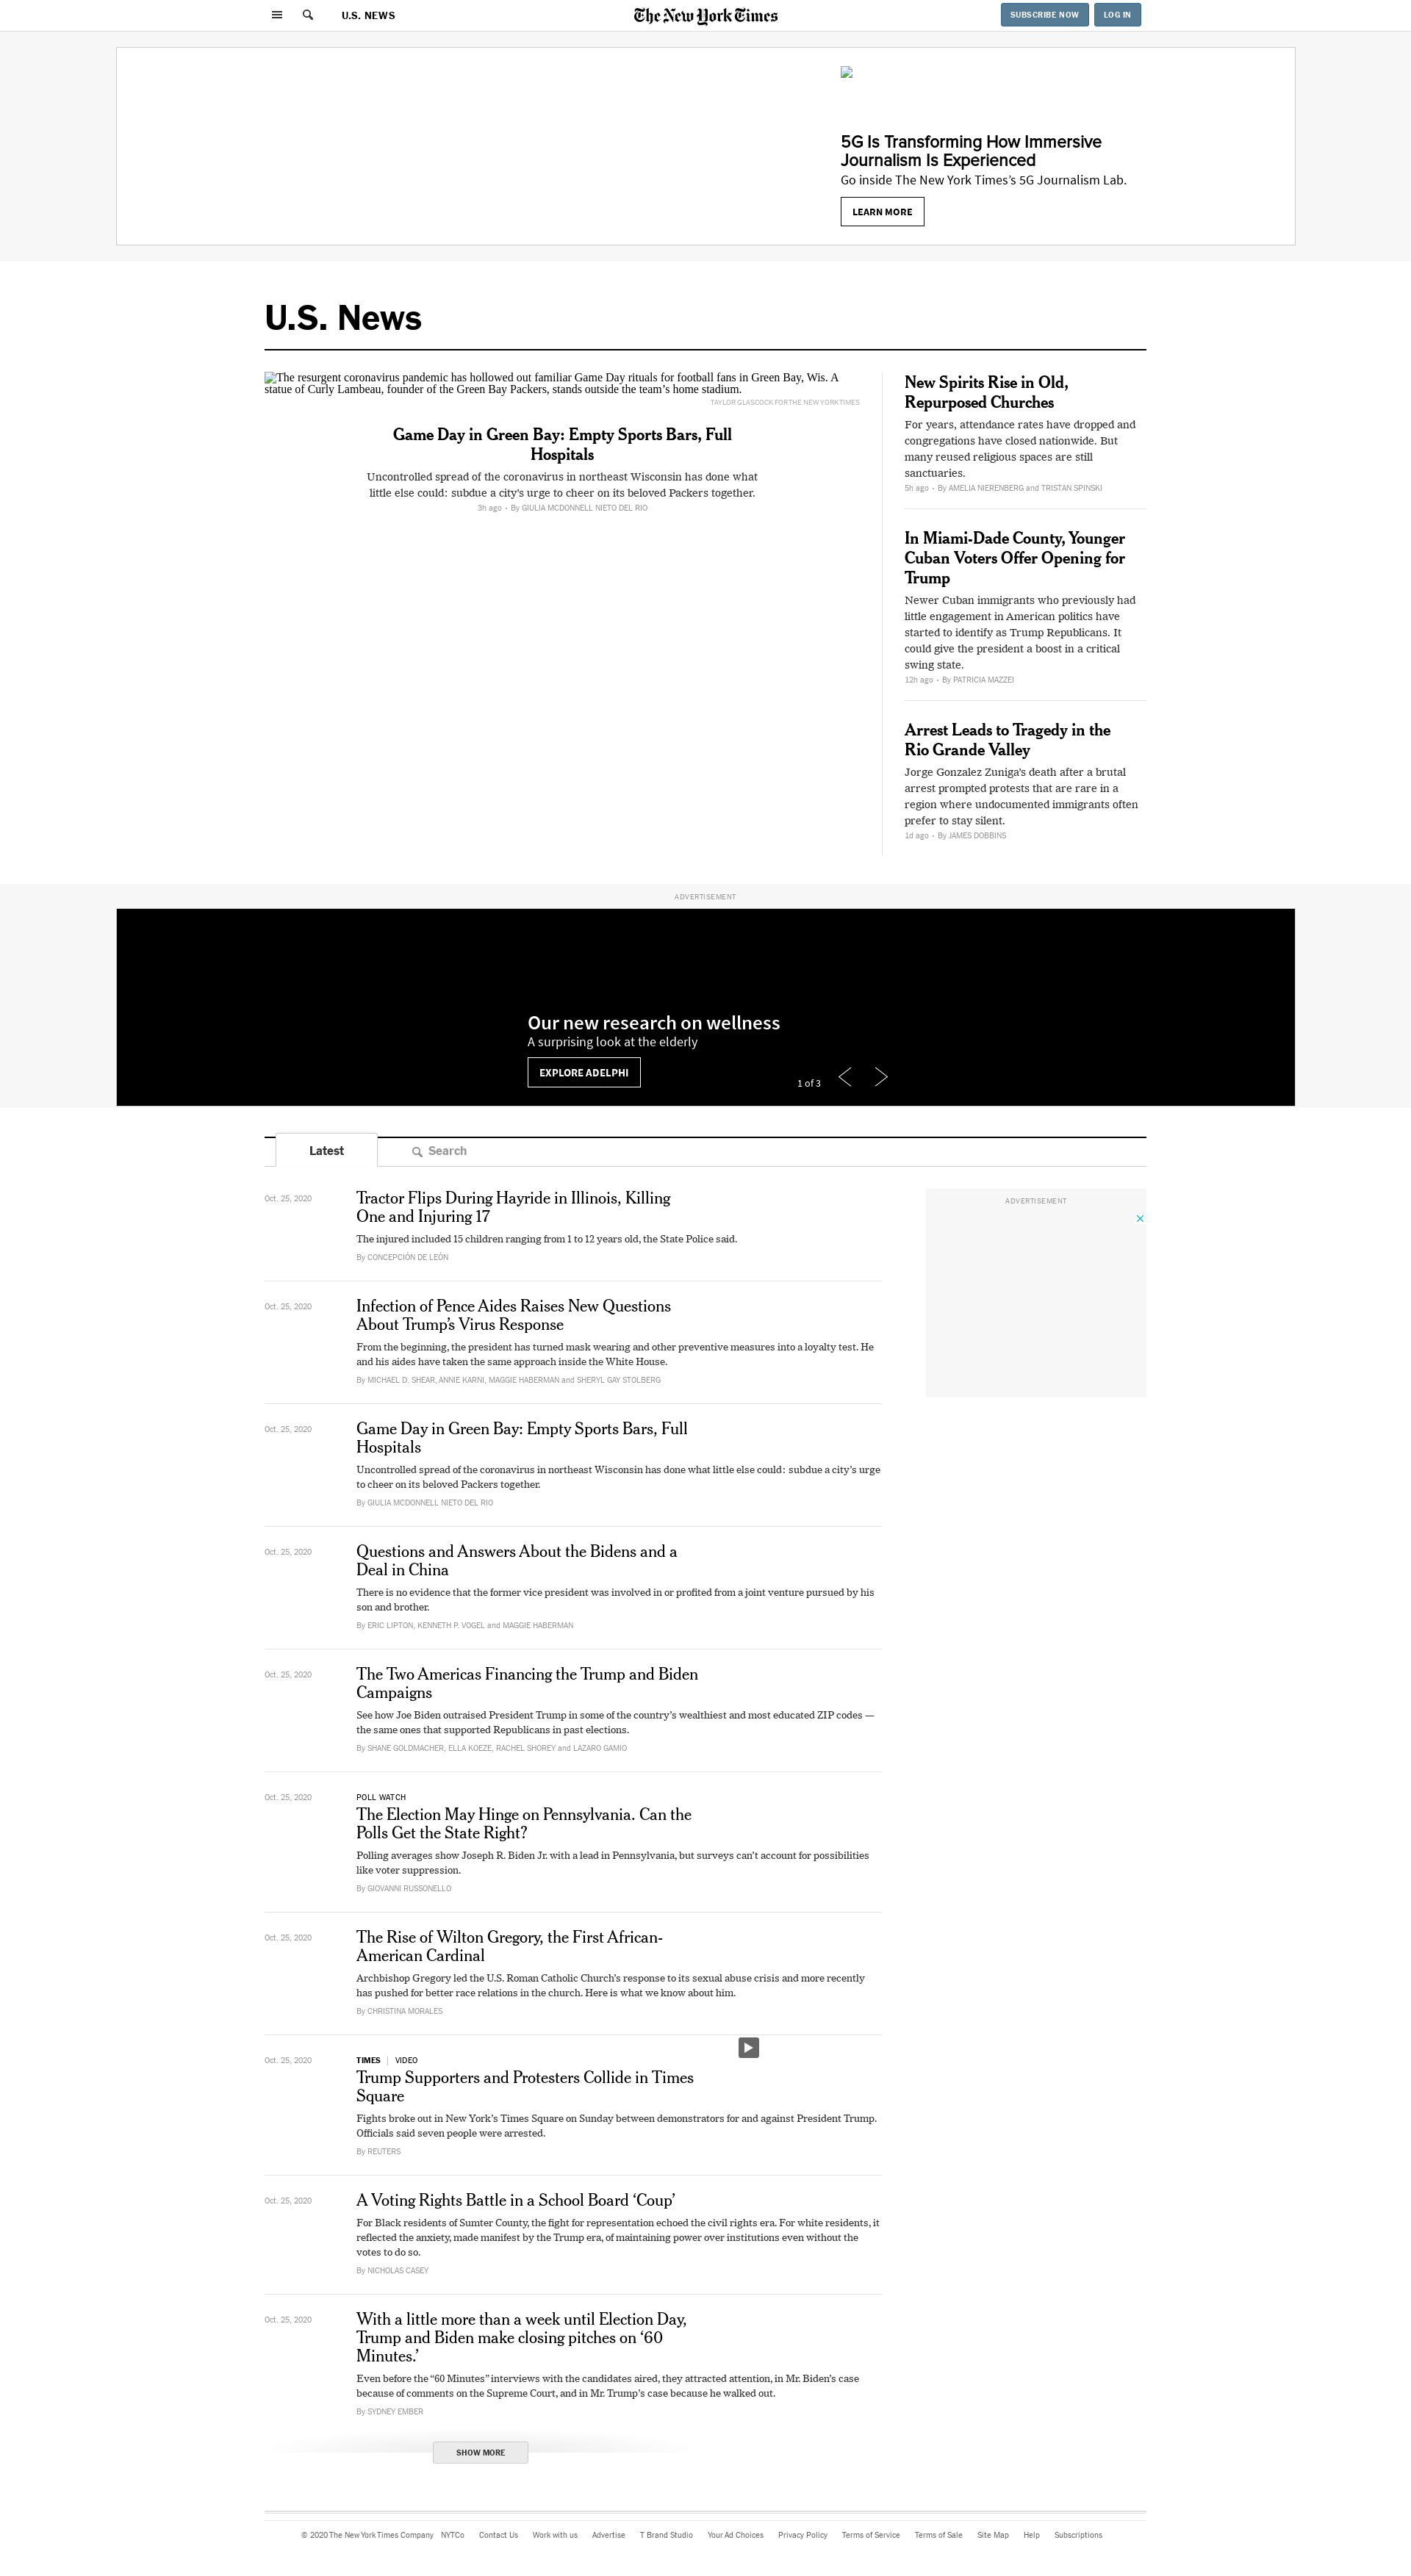 U.S. NEWS
The New York Times
SUBSCRIBE NOW
LOG IN
5G Is Transforming How Immersive
Journalism Is Experienced
Go inside The New York Times’s 5G Journalism Lab.
LEARN MORE
U.S. News
The resurgent coronavirus pandemic has hollowed out familiar Game Day rituals for football fans in Green Bay, Wis. A
statue of Curly Lambeau, founder of the Green Bay Packers, stands outside the team’s home stadium.
TAYLOR GLASCOCK FOR THE NEW YORK TIMES
Game Day in Green Bay: Empty Sports Bars, Full
Hospitals
Uncontrolled spread of the coronavirus in northeast Wisconsin has done what
little else could: subdue a city’s urge to cheer on its beloved Packers together.
3h ago • By GIULIA MCDONNELL NIETO DEL RIO
New Spirits Rise in Old,
Repurposed Churches
For years, attendance rates have dropped and
congregations have closed nationwide. But
many reused religious spaces are still
sanctuaries.
5h ago • By AMELIA NIERENBERG and TRISTAN SPINSKI
In Miami-Dade County, Younger
Cuban Voters Offer Opening for
Trump
Newer Cuban immigrants who previously had
little engagement in American politics have
started to identify as Trump Republicans. It
could give the president a boost in a critical
swing state.
12h ago • By PATRICIA MAZZEI
Arrest Leads to Tragedy in the
Rio Grande Valley
Jorge Gonzalez Zuniga’s death after a brutal
arrest prompted protests that are rare in a
region where undocumented immigrants often
prefer to stay silent.
1d ago • By JAMES DOBBINS
ADVERTISEMENT
Our new research on wellness
A surprising look at the elderly
EXPLORE ADELPHI
1 of 3
Latest
Search
ADVERTISEMENT
Oct. 25, 2020
Tractor Flips During Hayride in Illinois, Killing
One and Injuring 17
The injured included 15 children ranging from 1 to 12 years old, the State Police said.
By CONCEPCIÓN DE LEÓN
Oct. 25, 2020
Infection of Pence Aides Raises New Questions
About Trump’s Virus Response
From the beginning, the president has turned mask wearing and other preventive measures into a loyalty test. He
and his aides have taken the same approach inside the White House.
By MICHAEL D. SHEAR, ANNIE KARNI, MAGGIE HABERMAN and SHERYL GAY STOLBERG
Oct. 25, 2020
Game Day in Green Bay: Empty Sports Bars, Full
Hospitals
Uncontrolled spread of the coronavirus in northeast Wisconsin has done what little else could: subdue a city’s urge
to cheer on its beloved Packers together.
By GIULIA MCDONNELL NIETO DEL RIO
Oct. 25, 2020
Questions and Answers About the Bidens and a
Deal in China
There is no evidence that the former vice president was involved in or profited from a joint venture pursued by his
son and brother.
By ERIC LIPTON, KENNETH P. VOGEL and MAGGIE HABERMAN
Oct. 25, 2020
The Two Americas Financing the Trump and Biden
Campaigns
See how Joe Biden outraised President Trump in some of the country’s wealthiest and most educated ZIP codes —
the same ones that supported Republicans in past elections.
By SHANE GOLDMACHER, ELLA KOEZE, RACHEL SHOREY and LAZARO GAMIO
Oct. 25, 2020
POLL WATCH
The Election May Hinge on Pennsylvania. Can the
Polls Get the State Right?
Polling averages show Joseph R. Biden Jr. with a lead in Pennsylvania, but surveys can’t account for possibilities
like voter suppression.
By GIOVANNI RUSSONELLO
Oct. 25, 2020
The Rise of Wilton Gregory, the First African-
American Cardinal
Archbishop Gregory led the U.S. Roman Catholic Church’s response to its sexual abuse crisis and more recently
has pushed for better race relations in the church. Here is what we know about him.
By CHRISTINA MORALES
Oct. 25, 2020
TIMES | VIDEO
Trump Supporters and Protesters Collide in Times
Square
Fights broke out in New York’s Times Square on Sunday between demonstrators for and against President Trump.
Officials said seven people were arrested.
By REUTERS
Oct. 25, 2020
A Voting Rights Battle in a School Board ‘Coup’
For Black residents of Sumter County, the fight for representation echoed the civil rights era. For white residents, it
reflected the anxiety, made manifest by the Trump era, of maintaining power over institutions even without the
votes to do so.
By NICHOLAS CASEY
Oct. 25, 2020
With a little more than a week until Election Day,
Trump and Biden make closing pitches on ‘60
Minutes.’
Even before the “60 Minutes” interviews with the candidates aired, they attracted attention, in Mr. Biden’s case
because of comments on the Supreme Court, and in Mr. Trump’s case because he walked out.
By SYDNEY EMBER
SHOW MORE
© 2020 The New York Times Company NYTCo Contact Us Work with us Advertise T Brand Studio Your Ad Choices Privacy Policy Terms of Service Terms of Sale Site Map Help Subscriptions